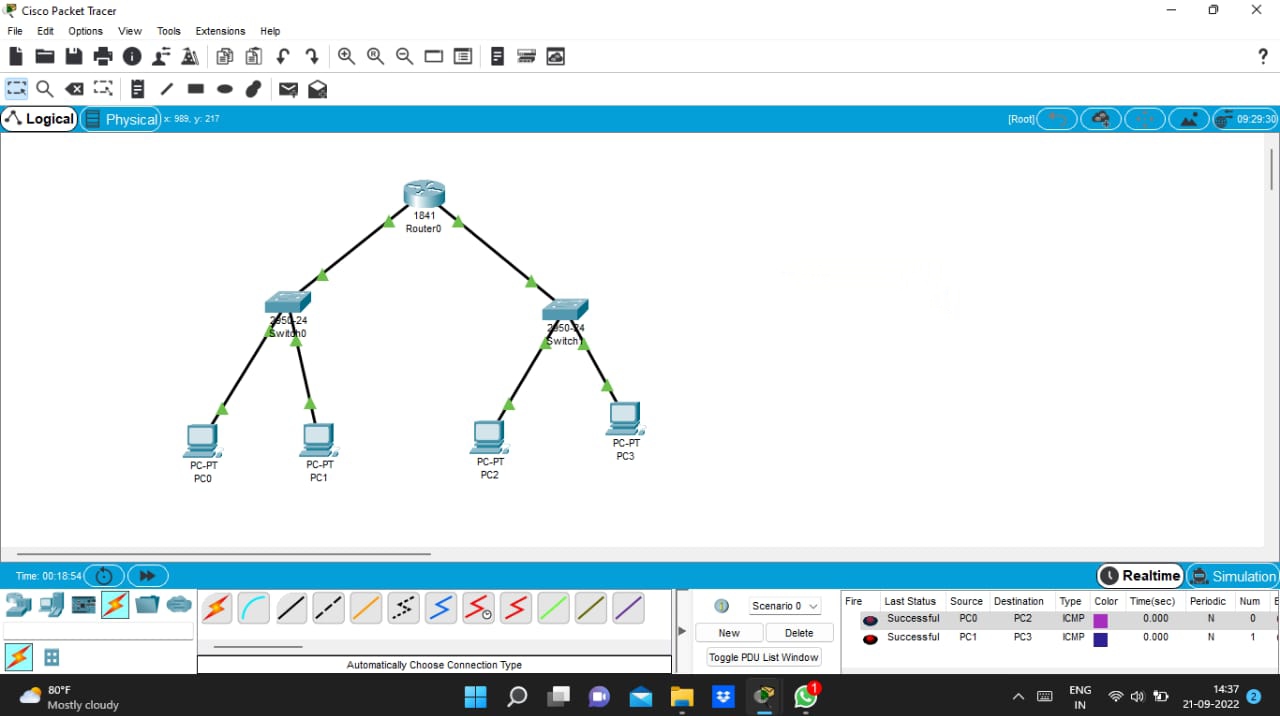 Cisco Packet Tracer
File Edit Options View Tools Extensions Help
?
Logical Physical x: 989, y: 217 [Root] 09:29:30
1841
Router0
2950-24
Switch0
2950-24
Switch1
PC-PT
PC0
PC-PT
PC1
PC-PT
PC2
PC-PT
PC3
Time: 00:18:54 Realtime Simulation
Scenario 0
New Delete
Toggle PDU List Window
Fire Last Status Source Destination Type Color Time(sec) Periodic Num E
Successful PC0 PC2 ICMP 0.000 N 0
Successful PC1 PC3 ICMP 0.000 N 1
Automatically Choose Connection Type
80°F
Mostly cloudy
1
ENG
IN
14:37
21-09-2022
2